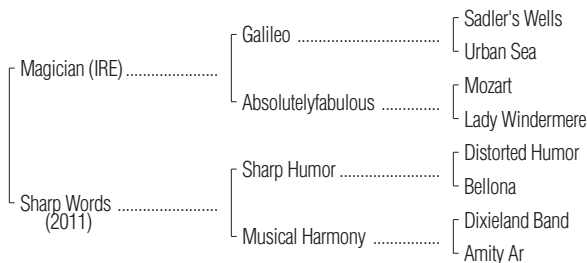 Sadler's Wells
Galileo ....................................
Urban Sea
Magician (IRE) .......................
Mozart
Absolutelyfabulous ................
Lady Windermere
Distorted Humor
Sharp Humor ..........................
Bellona
Sharp Words .........................
(2011)
Dixieland Band
Musical Harmony .................
Amity Ar